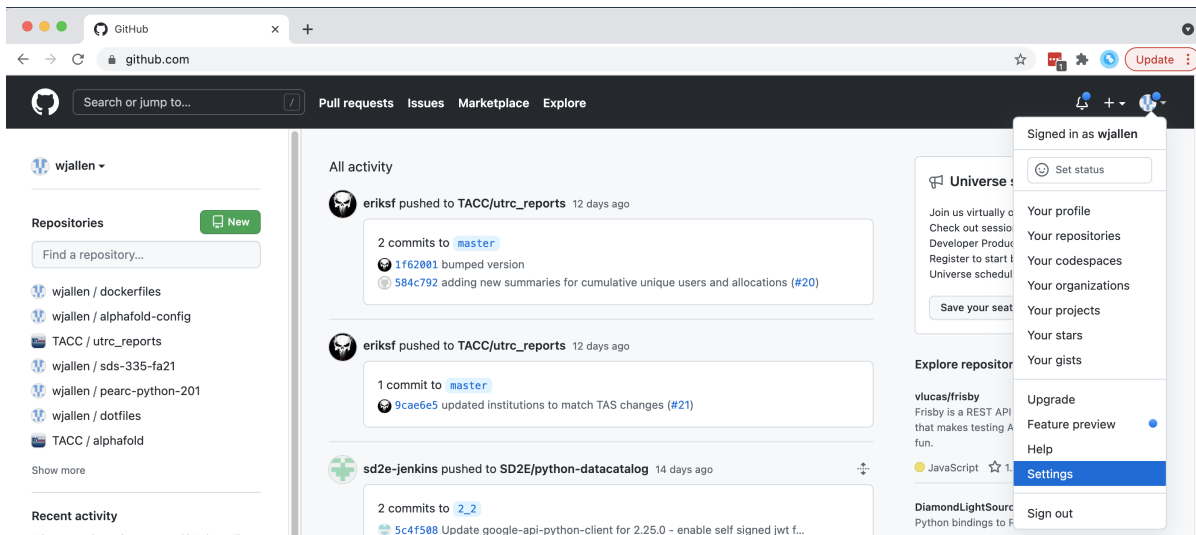 GitHub
github.com
1
Update
Search or jump to...
/
Pull requests Issues Marketplace Explore
wjallen
Repositories
New
Find a repository...
wjallen / dockerfiles
wjallen / alphafold-config
TACC / utrc_reports
wjallen / sds-335-fa21
wjallen / pearc-python-201
wjallen / dotfiles
TACC / alphafold
Show more
Recent activity
All activity
eriksf pushed to TACC/utrc_reports 12 days ago
2 commits to master
1f62001 bumped version
584c792 adding new summaries for cumulative unique users and allocations (#20)
eriksf pushed to TACC/utrc_reports 12 days ago
1 commit to master
9cae6e5 updated institutions to match TAS changes (#21)
sd2e-jenkins pushed to SD2E/python-datacatalog 14 days ago
2 commits to 2_2
5c4f508 Update google-api-python-client for 2.25.0 - enable self signed jwt f...
Universe
Join us virtually
Check out
Developer
Register to start
Universe
Save your seat
Explore
vlucas/frisby
Frisby is a REST API
that makes testing
fun.
JavaScript 1.
Python bindings to
Signed in as wjallen
Set status
Your profile
Your repositories
Your codespaces
Your organizations
Your projects
Your stars
Your gists
Upgrade
Feature preview
Help
Settings
Sign out